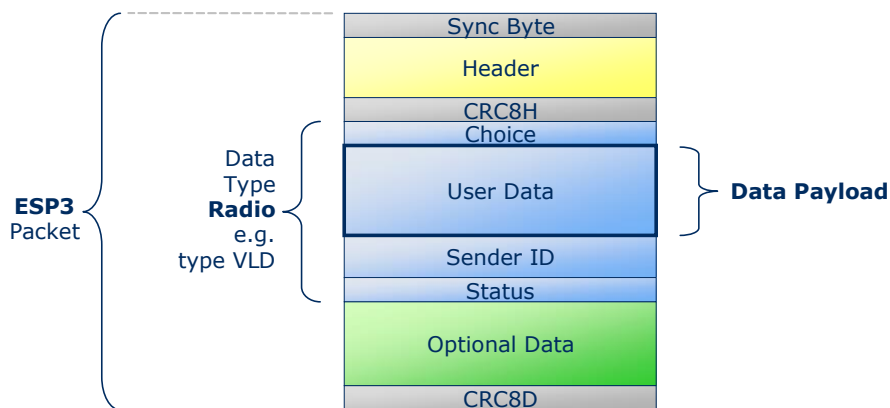 Sync Byte
Header
CRC8H
Choice
Data
Type
Radio
e.g.
type VLD
User Data
Data Payload
ESP3
Packet
Sender ID
Status
Optional Data
CRC8D